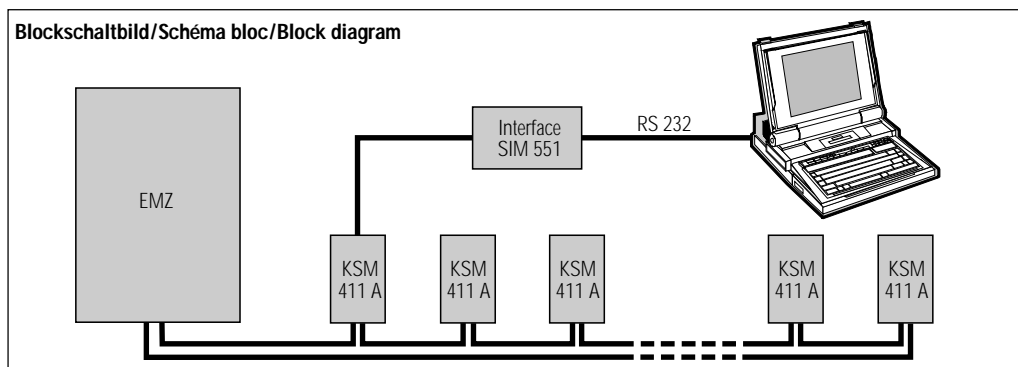 Blockschaltbild/Schéma bloc/Block diagram
Interface
SIM 551
RS 232
EMZ
KSM
411 A
KSM
411 A
KSM
411 A
KSM
411 A
KSM
411 A